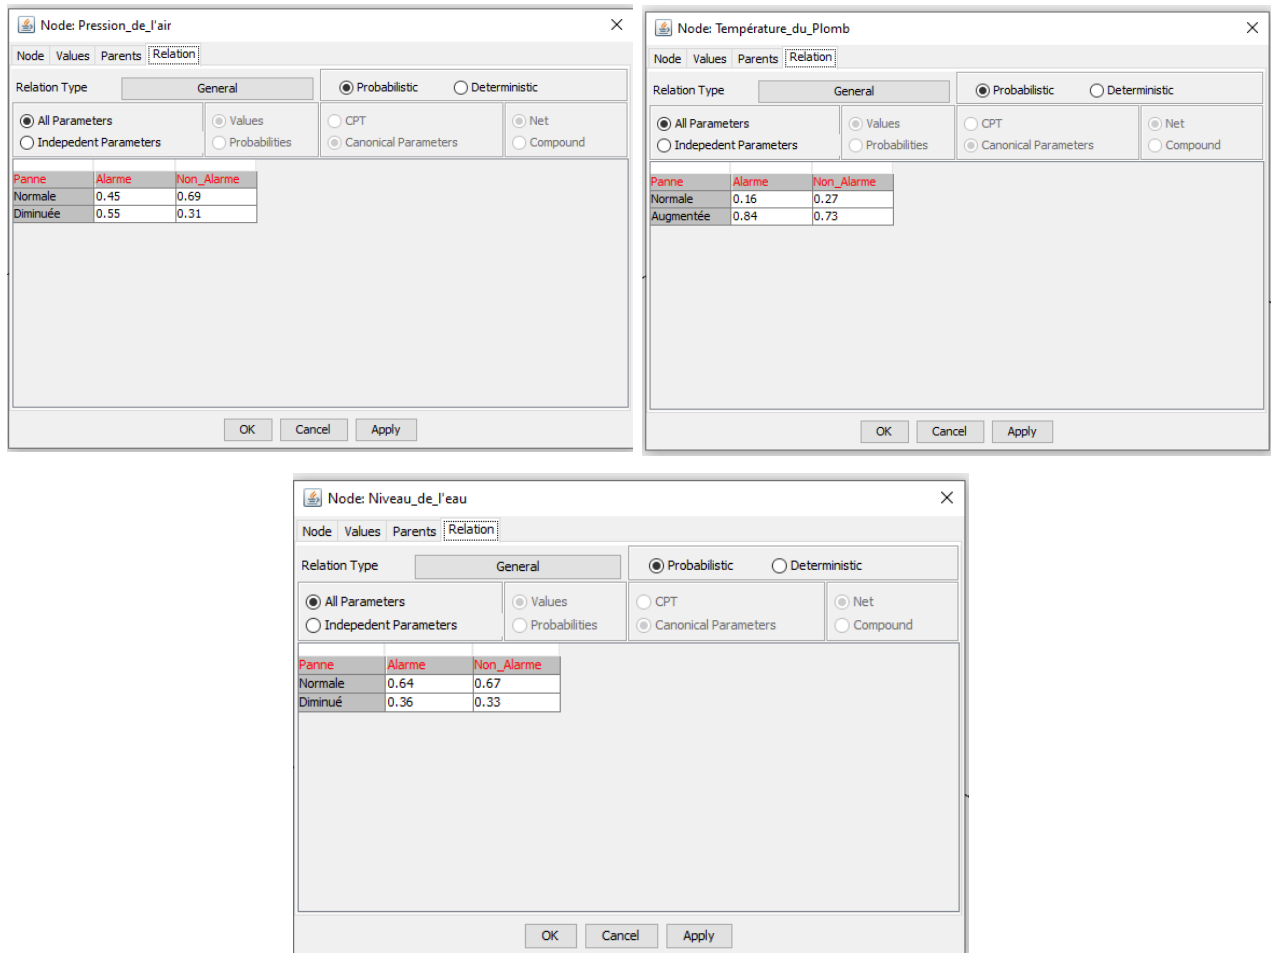 Node: Pression_de_l'air
Node Values Parents Relation
Relation Type General Probabilistic Deterministic
All Parameters Values CPT Net
Indepedent Parameters Probabilities Canonical Parameters Compound
Panne Alarme Non_Alarme
Normale 0.45 0.69
Diminuée 0.55 0.31
OK Cancel Apply
Node: Température_du_Plomb
Node Values Parents Relation
Relation Type General Probabilistic Deterministic
All Parameters Values CPT Net
Indepedent Parameters Probabilities Canonical Parameters Compound
Panne Alarme Non_Alarme
Normale 0.16 0.27
Augmentée 0.84 0.73
OK Cancel Apply
Node: Niveau_de_l'eau
Node Values Parents Relation
Relation Type General Probabilistic Deterministic
All Parameters Values CPT Net
Indepedent Parameters Probabilities Canonical Parameters Compound
Panne Alarme Non_Alarme
Normale 0.64 0.67
Diminué 0.36 0.33
OK Cancel Apply